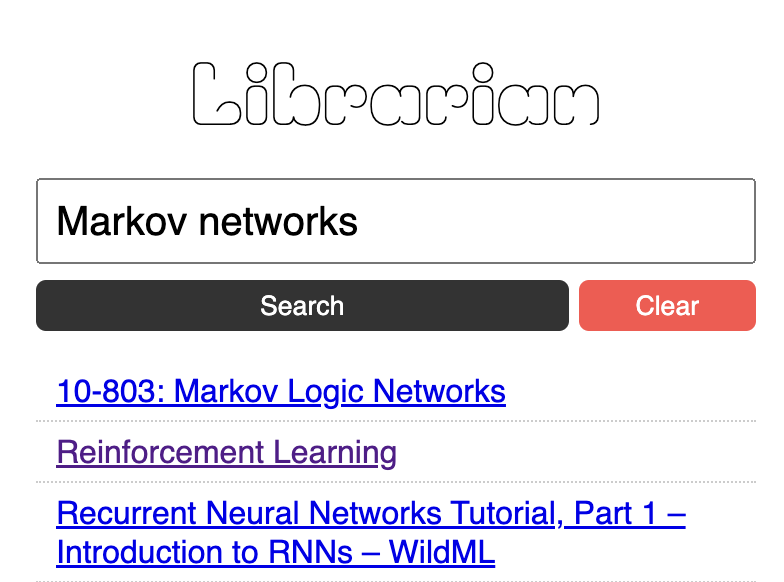 Librarian
Markov networks
Search
Clear
10-803: Markov Logic Networks
Reinforcement Learning
Recurrent Neural Networks Tutorial, Part 1 –
Introduction to RNNs – WildML